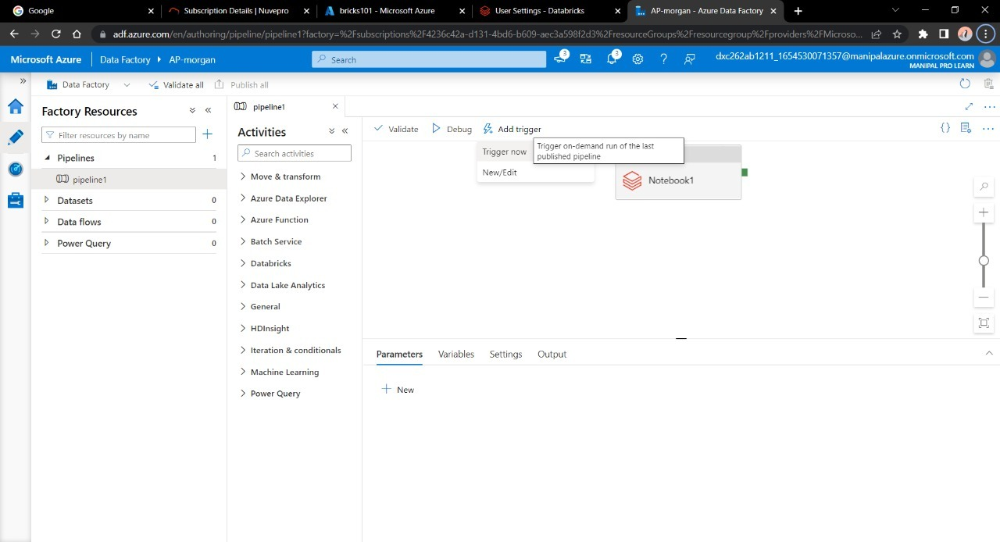 Google
Subscription Details | Nuvepro
bricks101 - Microsoft Azure
User Settings - Databricks
AP-morgan - Azure Data Factory
adf.azure.com/en/authoring/pipeline/pipeline1?factory=%2Fsubscriptions%2F4236c42a-d131-4bd6-b609-aec3a598f2d3%2FresourceGroups%2Fresourcegroup%2Fproviders%2FMicroso...
Microsoft Azure
Data Factory
AP-morgan
Search
3
3
dxc262ab1211_1654530071357@manipalazure.onmicrosoft.com
MANIPAL PRO LEARN
Data Factory
Validate all
Publish all
Factory Resources
Filter resources by name
Pipelines 1
pipeline1
Datasets 0
Data flows 0
Power Query 0
pipeline1
Activities
Search activities
Move & transform
Azure Data Explorer
Azure Function
Batch Service
Databricks
Data Lake Analytics
General
HDInsight
Iteration & conditionals
Machine Learning
Power Query
Validate
Debug
Add trigger
Trigger now
New/Edit
Trigger on-demand run of the last
published pipeline
Notebook1
Parameters
Variables
Settings
Output
New